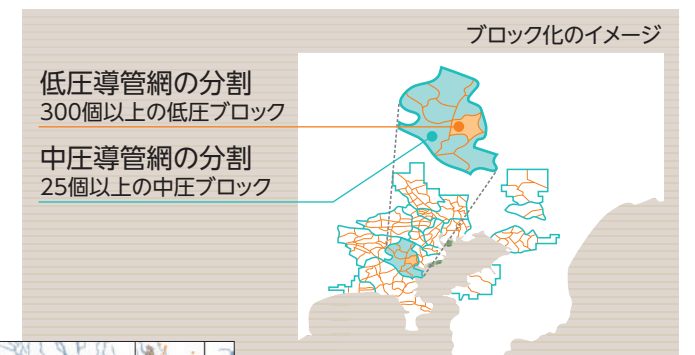 ブロック化のイメージ
低圧導管網の分割
300個以上の低圧ブロック
中圧導管網の分割
25個以上の中圧ブロック